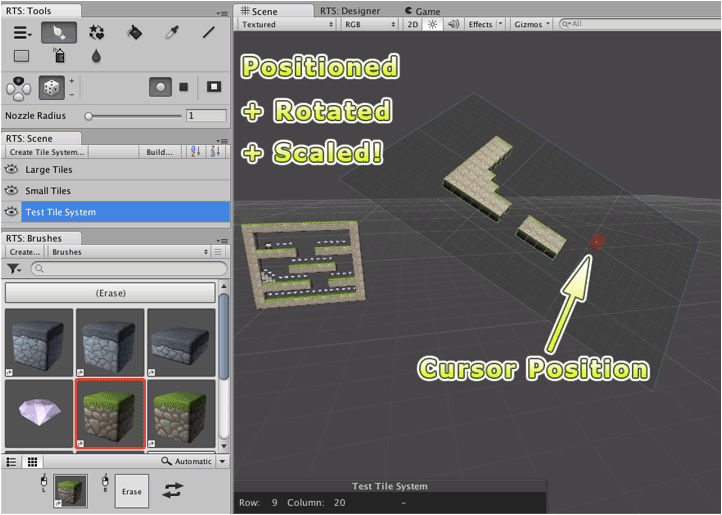 RTS: Tools
Nozzle Radius
1
RTS: Scene
Create Tile System...
Build...
Large Tiles
Small Tiles
Test Tile System
RTS: Brushes
Create...
Brushes
(Erase)
Automatic
L
R
Erase
Scene
RTS: Designer
Game
Textured
RGB
2D
Effects
Gizmos
All
Positioned
+ Rotated
+ Scaled!
Cursor Position
Test Tile System
Row: 9 Column: 20 –